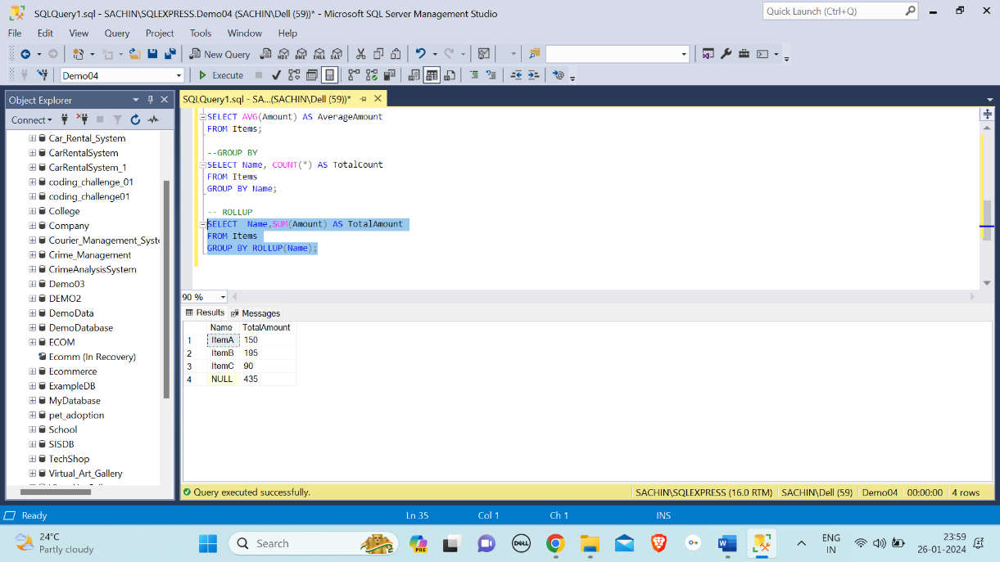 SQLQuery1.sql - SACHIN\SQLEXPRESS.Demo04 (SACHIN\Dell (59))* - Microsoft SQL Server Management Studio
Quick Launch (Ctrl+Q)
File Edit View Query Project Tools Window Help
New Query
MDX DMX XMLA DAX
Demo04
Execute
Object Explorer
SQLQuery1.sql - SA...(SACHIN\Dell (59))*
Connect
Car_Rental_System
CarRentalSystem
CarRentalSystem_1
coding_challenge_01
coding_challenge01
College
Company
Courier_Management_Syst
Crime_Management
CrimeAnalysisSystem
Demo03
DEMO2
DemoData
DemoDatabase
ECOM
Ecomm (In Recovery)
Ecommerce
ExampleDB
MyDatabase
pet_adoption
School
SISDB
TechShop
Virtual_Art_Gallery
SELECT AVG(Amount) AS AverageAmount
FROM Items;
--GROUP BY
SELECT Name, COUNT(*) AS TotalCount
FROM Items
GROUP BY Name;
-- ROLLUP
SELECT  Name,SUM(Amount) AS TotalAmount
FROM Items
GROUP BY ROLLUP(Name);
90 %
Results Messages
Name TotalAmount
1 ItemA 150
2 ItemB 195
3 ItemC 90
4 NULL 435
Query executed successfully. SACHIN\SQLEXPRESS (16.0 RTM) SACHIN\Dell (59) Demo04 00:00:00 4 rows
Ready Ln 35 Col 1 Ch 1 INS
24°C
Partly cloudy
Search
PRE
DELL
W
ENG
IN
23:59
26-01-2024